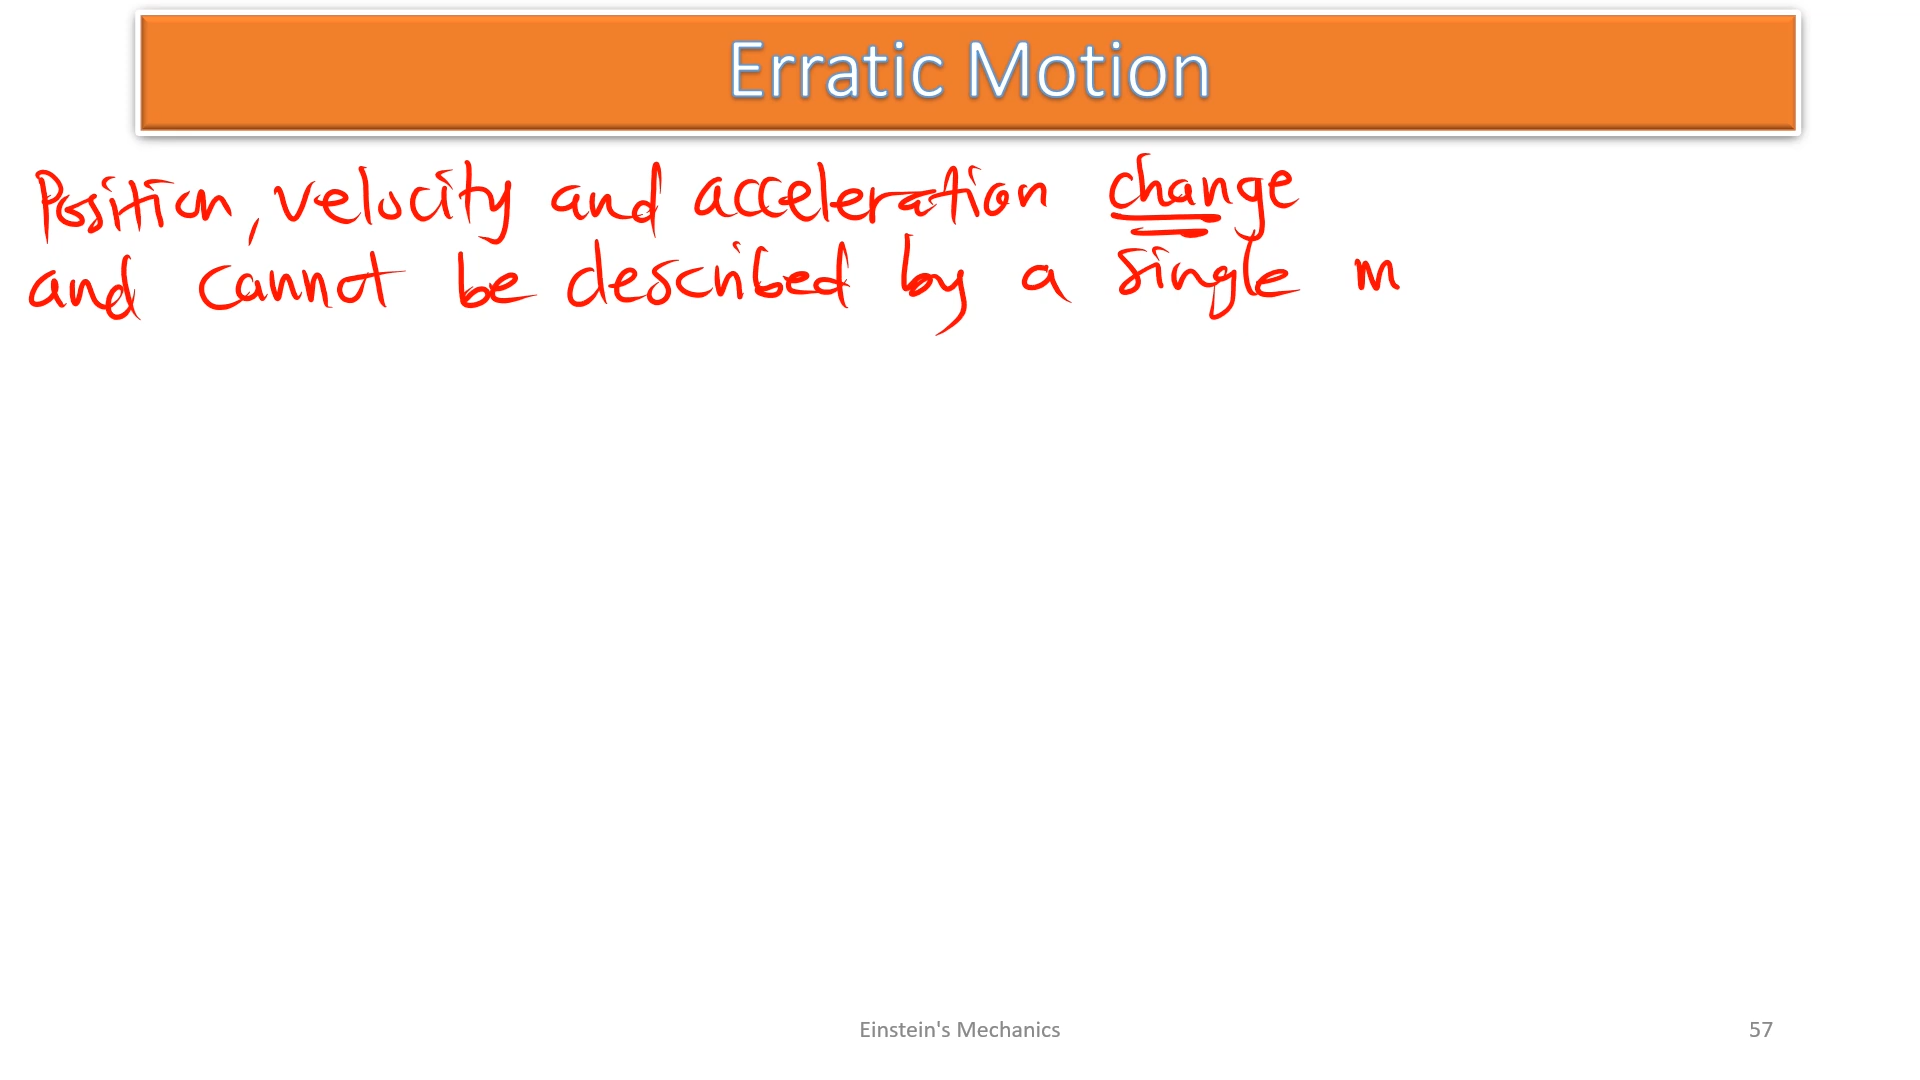 Erratic Motion
Position, velocity and acceleration change
and cannot be described by a single m
Einstein's Mechanics
57